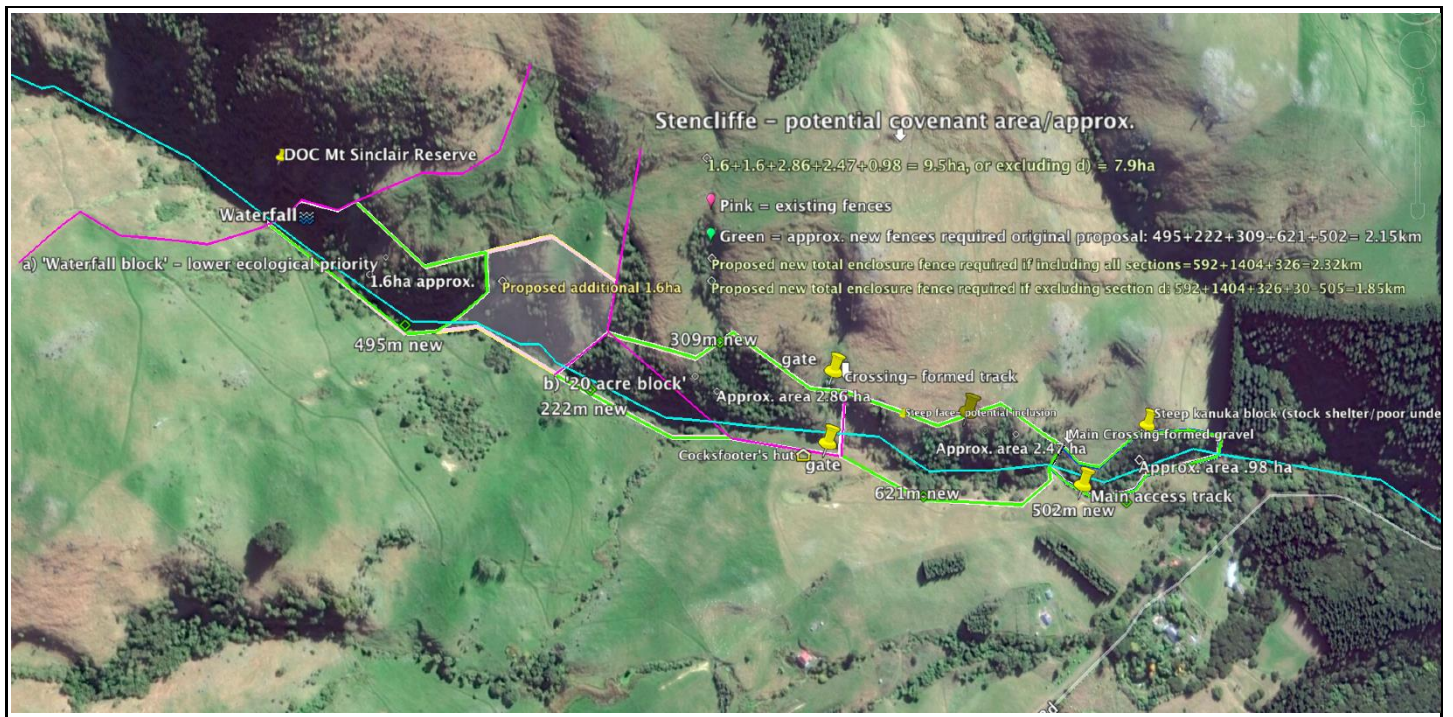 Stencliffe - potential covenant area/approx.
DOC Mt Sinclair Reserve
1.6+1.6+2.86+2.47+0.98 = 9.5ha, or excluding d) = 7.9ha
Pink = existing fences
Waterfall
Green = approx. new fences required original proposal: 495+222+309+621+502= 2.15km
a) 'Waterfall block' - lower ecological priority
Proposed new total enclosure fence required if including all sections=592+1404+326=2.32km
1.6ha approx.
Proposed additional 1.6ha
Proposed new total enclosure fence required if excluding section d: 592+1404+326+30-505=1.85km
495m new
309m new
gate
Crossing- formed track
b) '20 acre block'
Approx. area 2.86 ha
222m new
Steep face- potential inclusion
Steep kanuka block (stock shelter/poor unde
Main Crossing formed gravel
Approx. area 2.47 ha
Cocksfooter's hut
gate
Approx. area .98 ha
621m new
Main access track
502m new